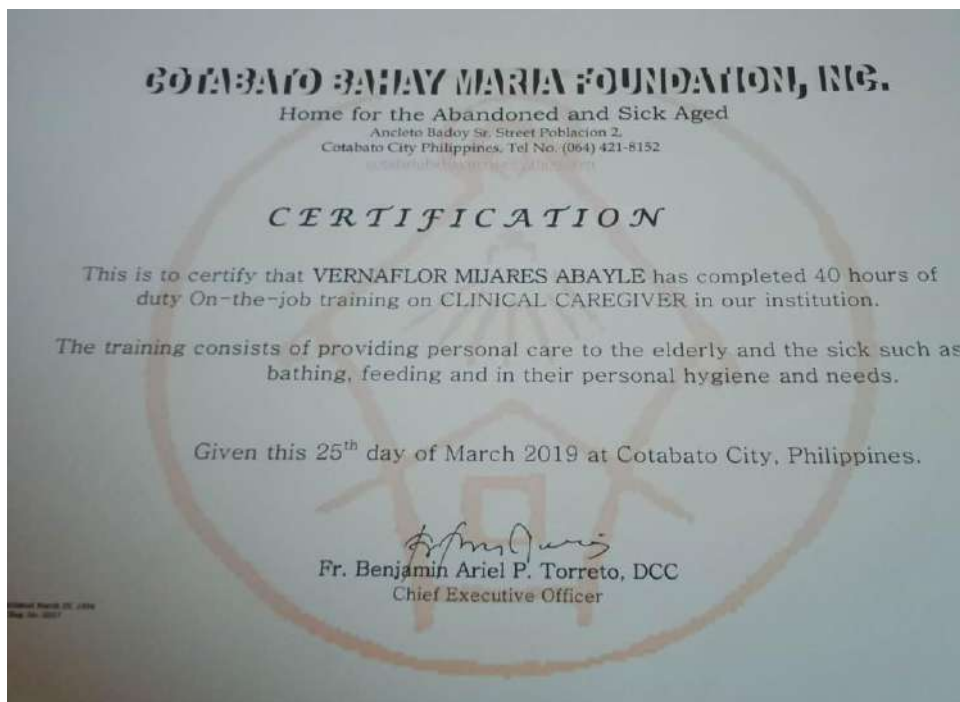 COTABATO BAHAY MARIA FOUNDATION, INC.
Home for the Abandoned and Sick Aged
Ancleto Badoy Sr. Street Poblacion 2,
Cotabato City Philippines, Tel No. (064) 421-8152
CERTIFICATION
This is to certify that VERNAFLOR MIJARES ABAYLE has completed 40 hours of
duty On-the-job training on CLINICAL CAREGIVER in our institution.
The training consists of providing personal care to the elderly and the sick such as
bathing, feeding and in their personal hygiene and needs.
Given this 25th day of March 2019 at Cotabato City, Philippines.
Fr. Benjamin Ariel P. Torreto, DCC
Chief Executive Officer